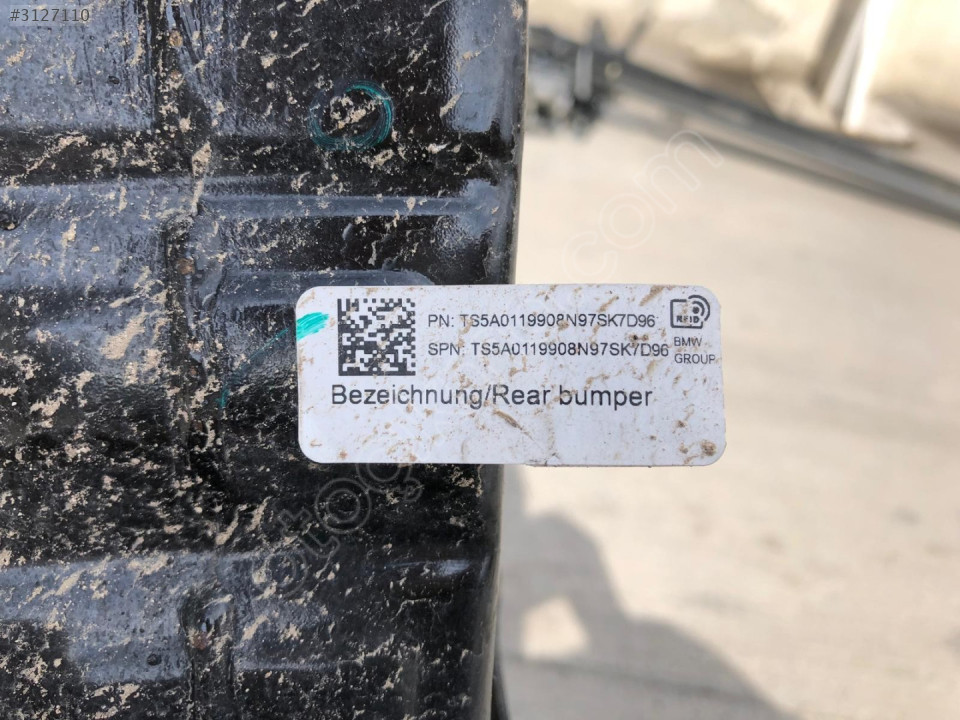 #3127110
PN: TS5A0119908N97SK7D96
SPN: TS5A0119908N97SK7D96
RFID
BMW
GROUP
Bezeichnung/Rear bumper